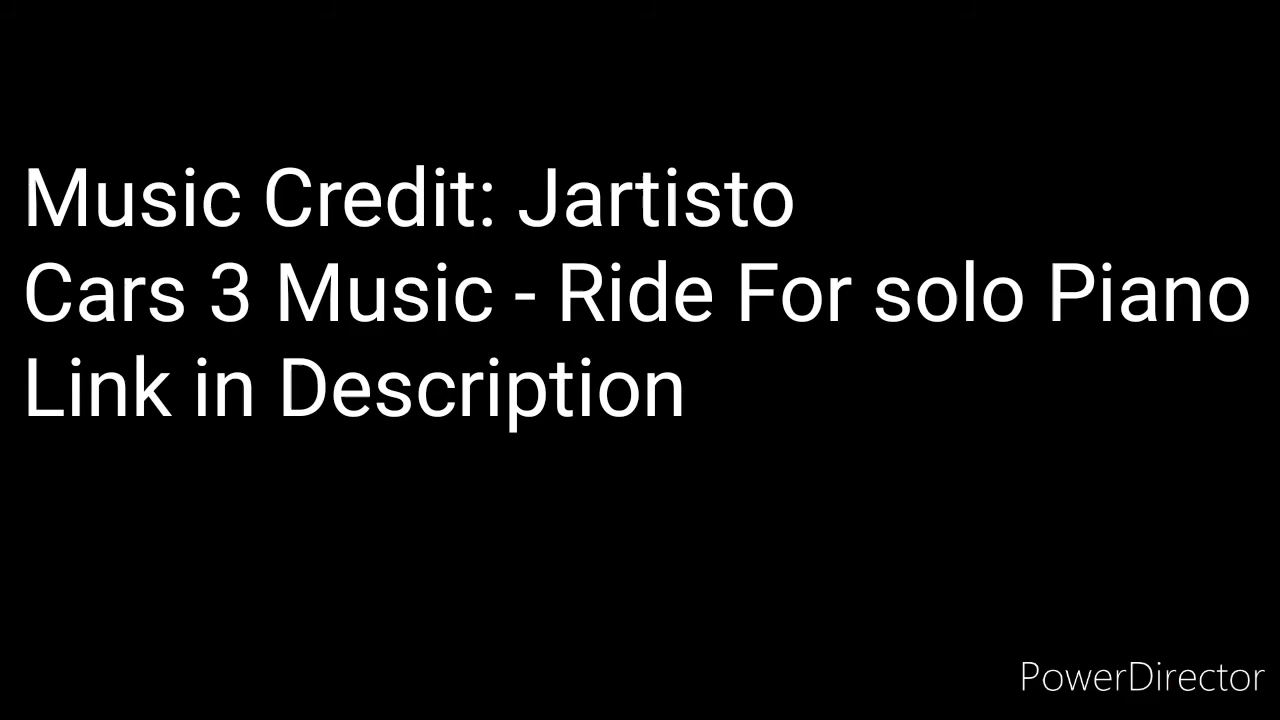 Music Credit: Jartisto
Cars 3 Music - Ride For solo Piano
Link in Description
PowerDirector